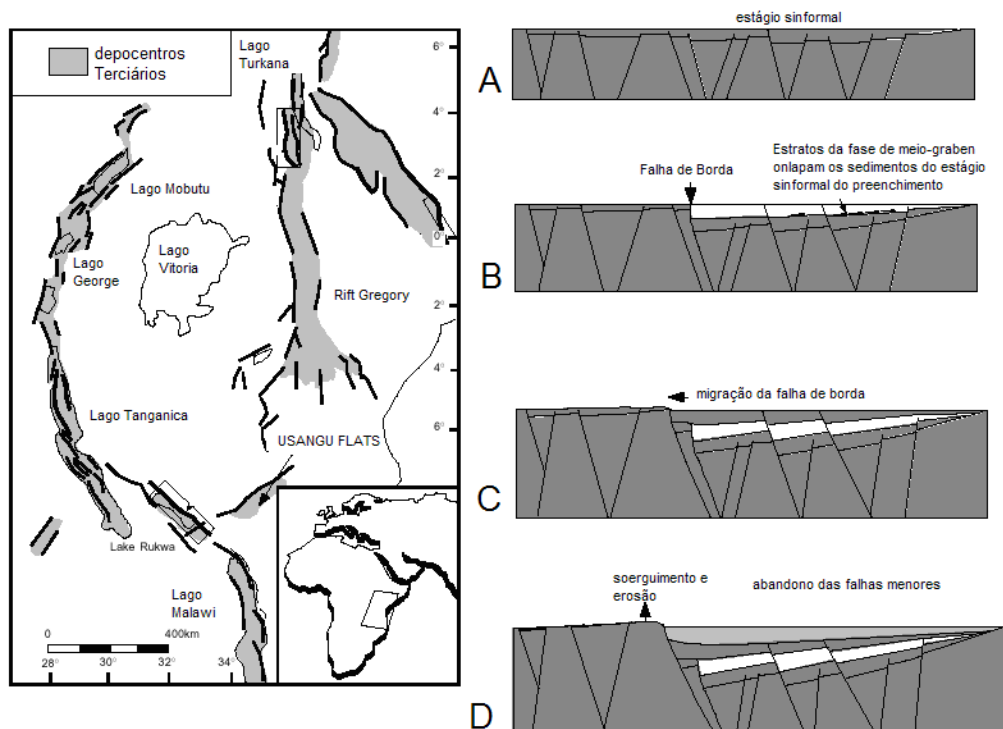 depocentros
Terciários
Lago
Turkana
6°
4°
2°
0
2°
4°
6°
Lago Mobutu
Lago
George
Lago
Vitoria
Rift Gregory
Lago Tanganica
USANGU FLATS
Lake Rukwa
Lago
Malawi
0
400km
28°
30°
32°
34°
estágio sinformal
A
Falha de Borda
Estratos da fase de meio-graben
onlapam os sedimentos do estágio
sinformal do preenchimento
B
migração da falha de borda
C
soerguimento e
erosão
abandono das falhas menores
D